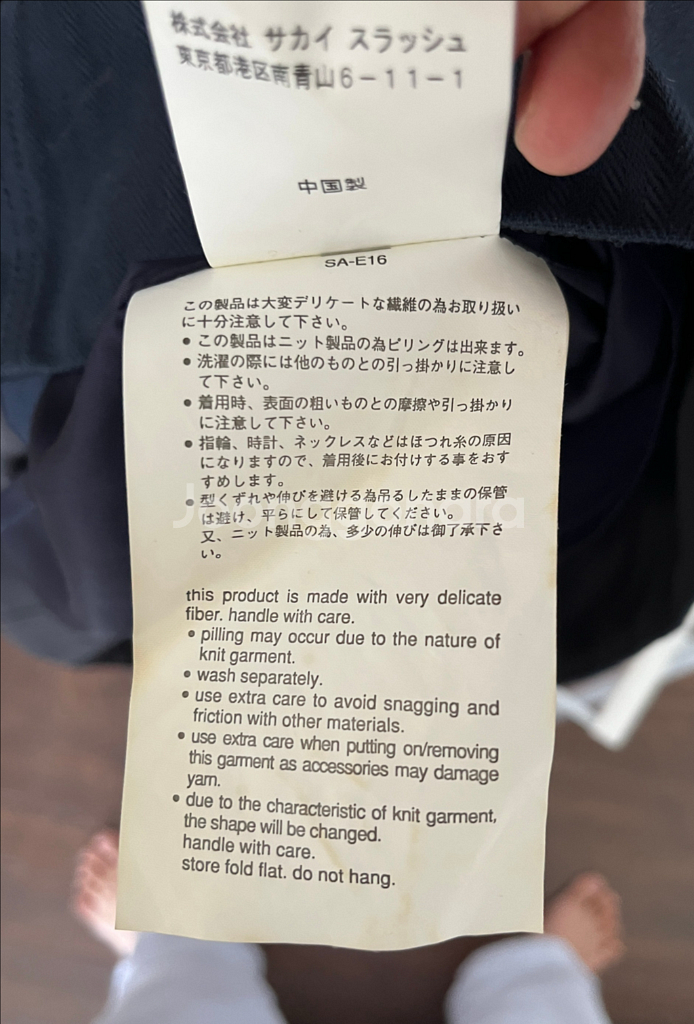 株式会社 サカイ スラッシュ
東京都港区南青山6-11-1
中国製
SA-E16
この製品は大変デリケートな繊維の為お取り扱い
に十分注意して下さい。
● この製品はニット製品の為ピリングは出来ます。
● 洗濯の際には他のものとの引っ掛かりに注意し
て下さい。
● 着用時、表面の粗いものとの摩擦や引っ掛かり
に注意して下さい。
● 指輪、時計、ネックレスなどはほつれ糸の原因
になりますので、着用後にお付けする事をおす
すめします。
● 型くずれや伸びを避ける為吊るしたままの保管
は避け、平らにして保管してください。
又、ニット製品の為、多少の伸びは御了承下さ
い。
this product is made with very delicate
fiber. handle with care.
● pilling may occur due to the nature of
knit garment.
● wash separately.
● use extra care to avoid snagging and
friction with other materials.
● use extra care when putting on/removing
this garment as accessories may damage
yarn.
● due to the characteristic of knit garment,
the shape will be changed.
handle with care.
store fold flat. do not hang.